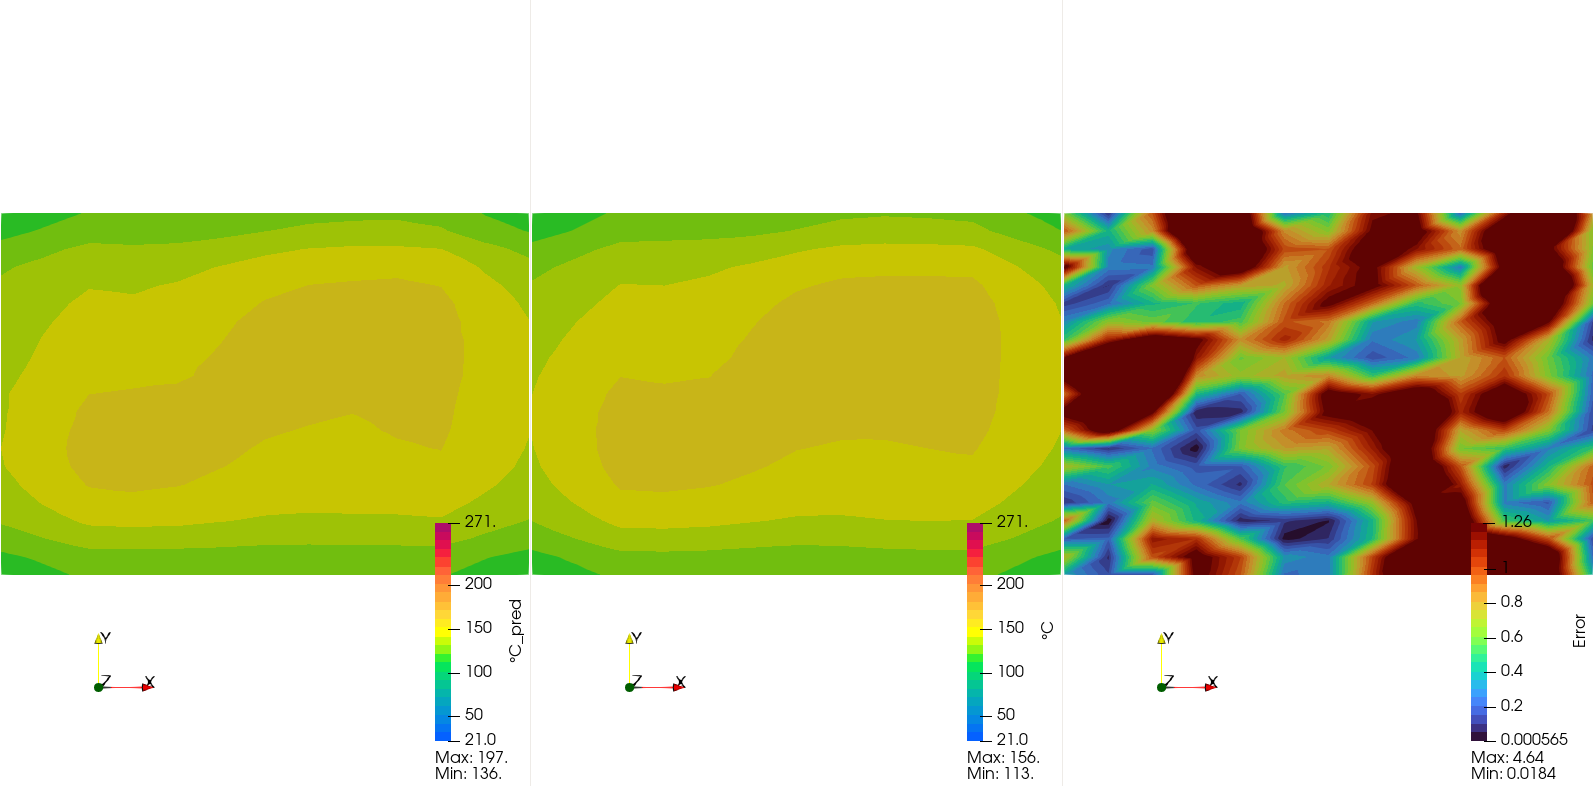 271.
200
150
100
50
21.0
°C_pred
Max: 197.
Min: 136.
Y
Z
X
271.
200
150
100
50
21.0
°C
Max: 156.
Min: 113.
Y
Z
X
1.26
1
0.8
0.6
0.4
0.2
0.000565
Error
Max: 4.64
Min: 0.0184
Y
Z
X